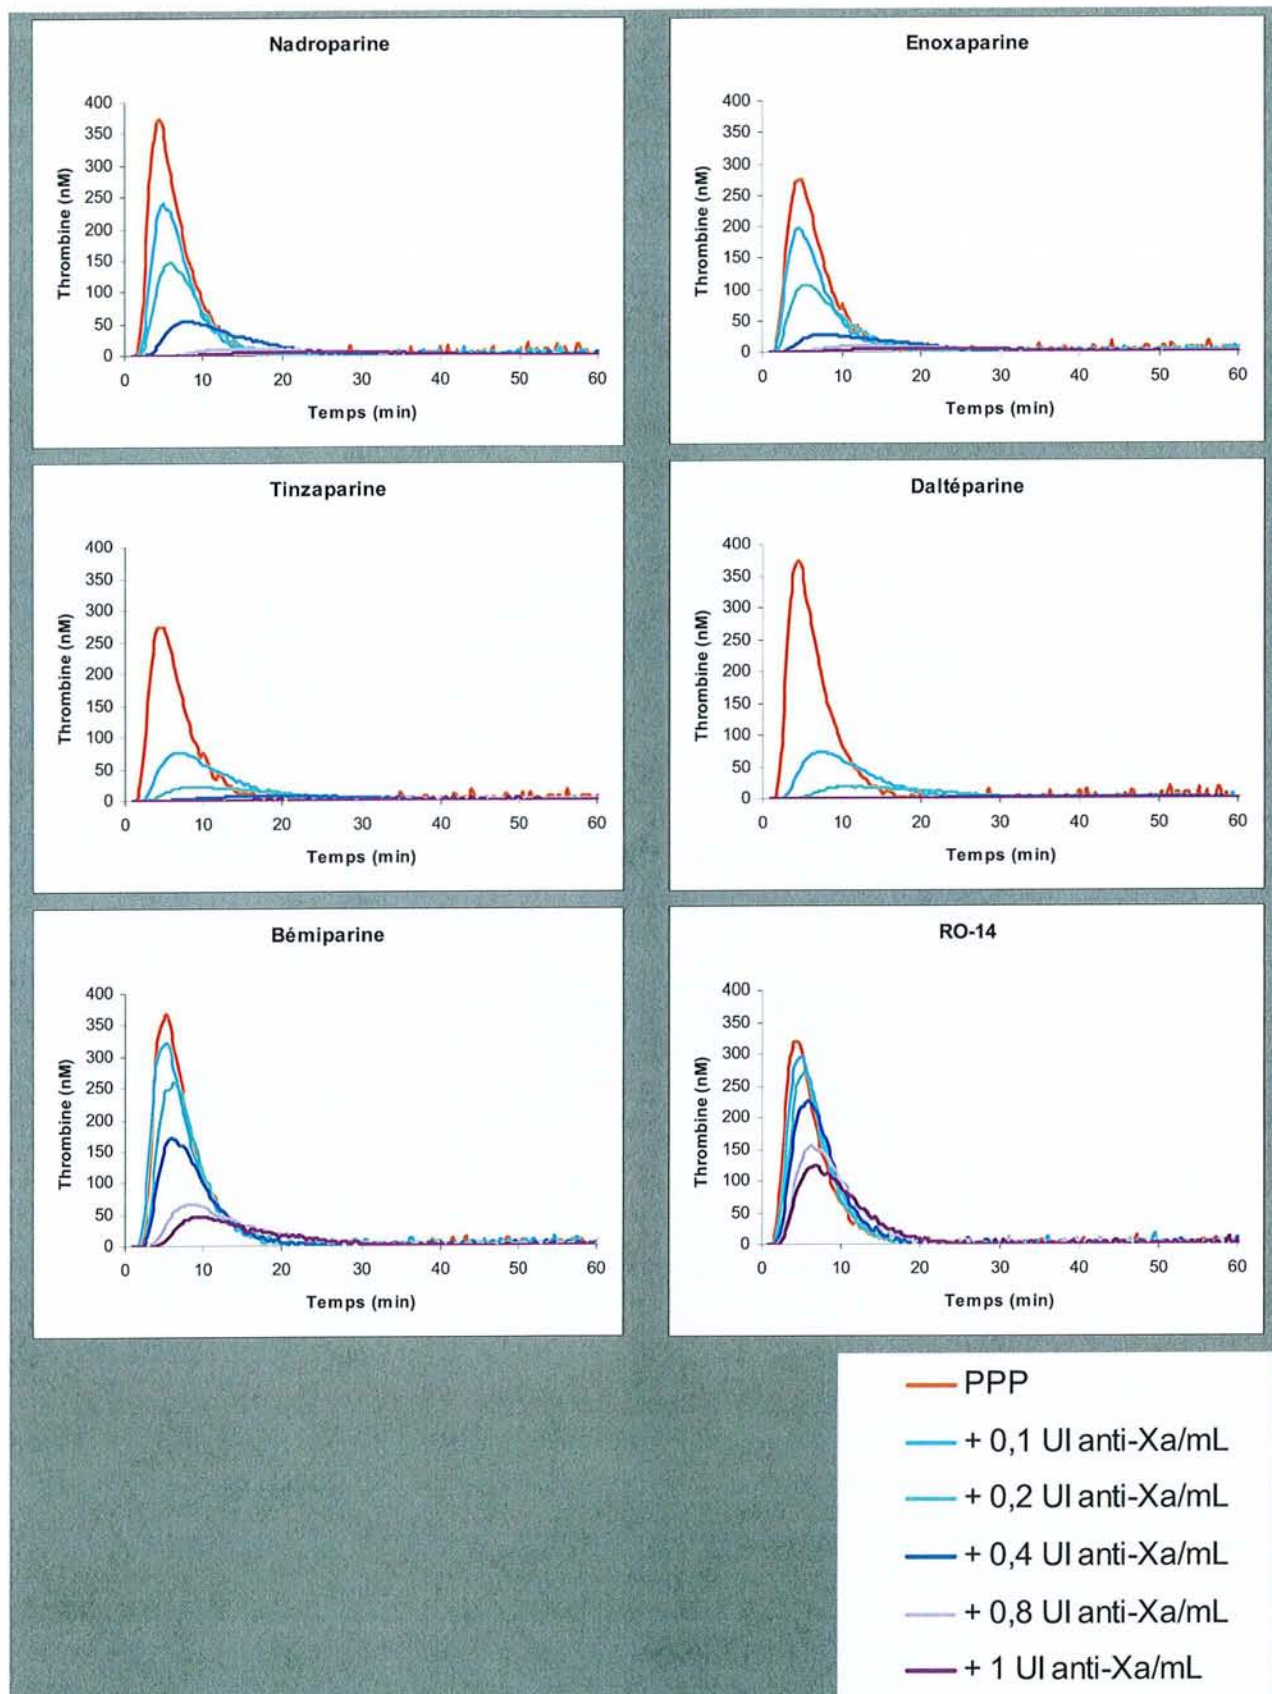 Nadroparine
Thrombine (nM)
400
350
300
250
200
150
100
50
0
0 10 20 30 40 50 60
Temps (min)
Enoxaparine
Thrombine (nM)
400
350
300
250
200
150
100
50
0
0 10 20 30 40 50 60
Temps (min)
Tinzaparine
Thrombine (nM)
400
350
300
250
200
150
100
50
0
0 10 20 30 40 50 60
Temps (min)
Daltéparine
Thrombine (nM)
400
350
300
250
200
150
100
50
0
0 10 20 30 40 50 60
Temps (min)
Bémiparine
Thrombine (nM)
400
350
300
250
200
150
100
50
0
0 10 20 30 40 50 60
Temps (min)
RO-14
Thrombine (nM)
400
350
300
250
200
150
100
50
0
0 10 20 30 40 50 60
Temps (min)
PPP
+ 0,1 UI anti-Xa/mL
+ 0,2 UI anti-Xa/mL
+ 0,4 UI anti-Xa/mL
+ 0,8 UI anti-Xa/mL
+ 1 UI anti-Xa/mL